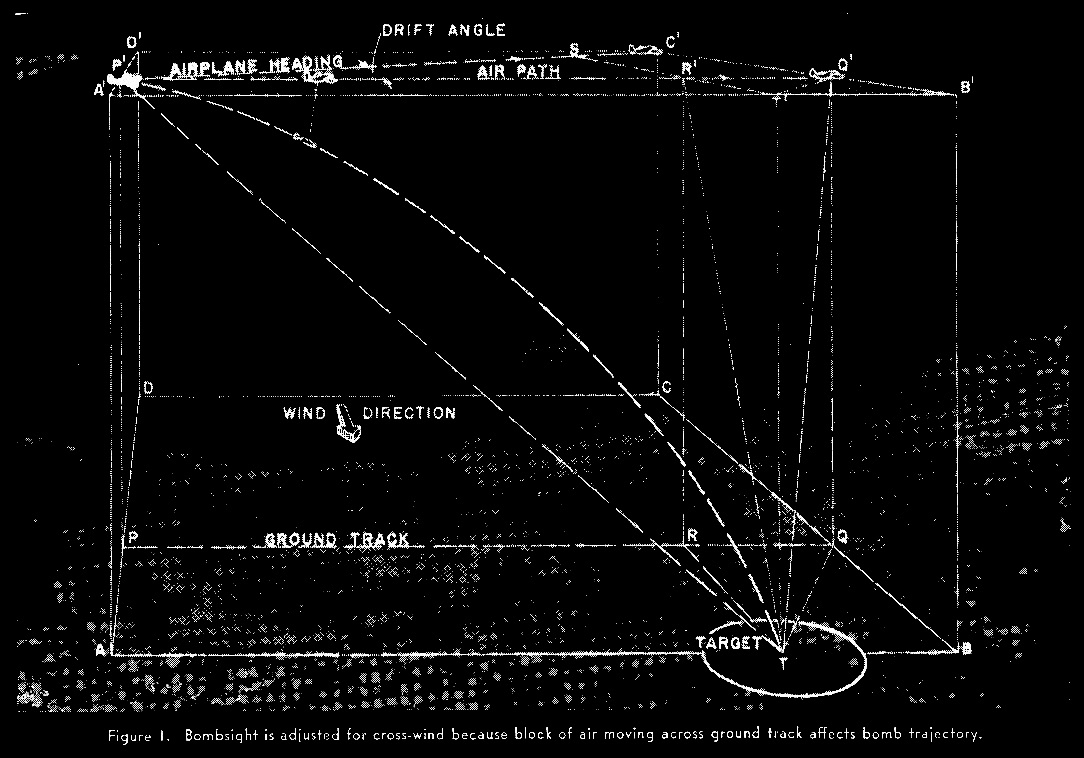 DRIFT ANGLE
D' S C'
P' AIRPLANE HEADING R' Q'
AIR PATH
A' B'
D C
WIND DIRECTION
P GROUND TRACK R Q
TARGET
A T B
Figure 1. Bombsight is adjusted for cross-wind because block of air moving across ground track affects bomb trajectory.